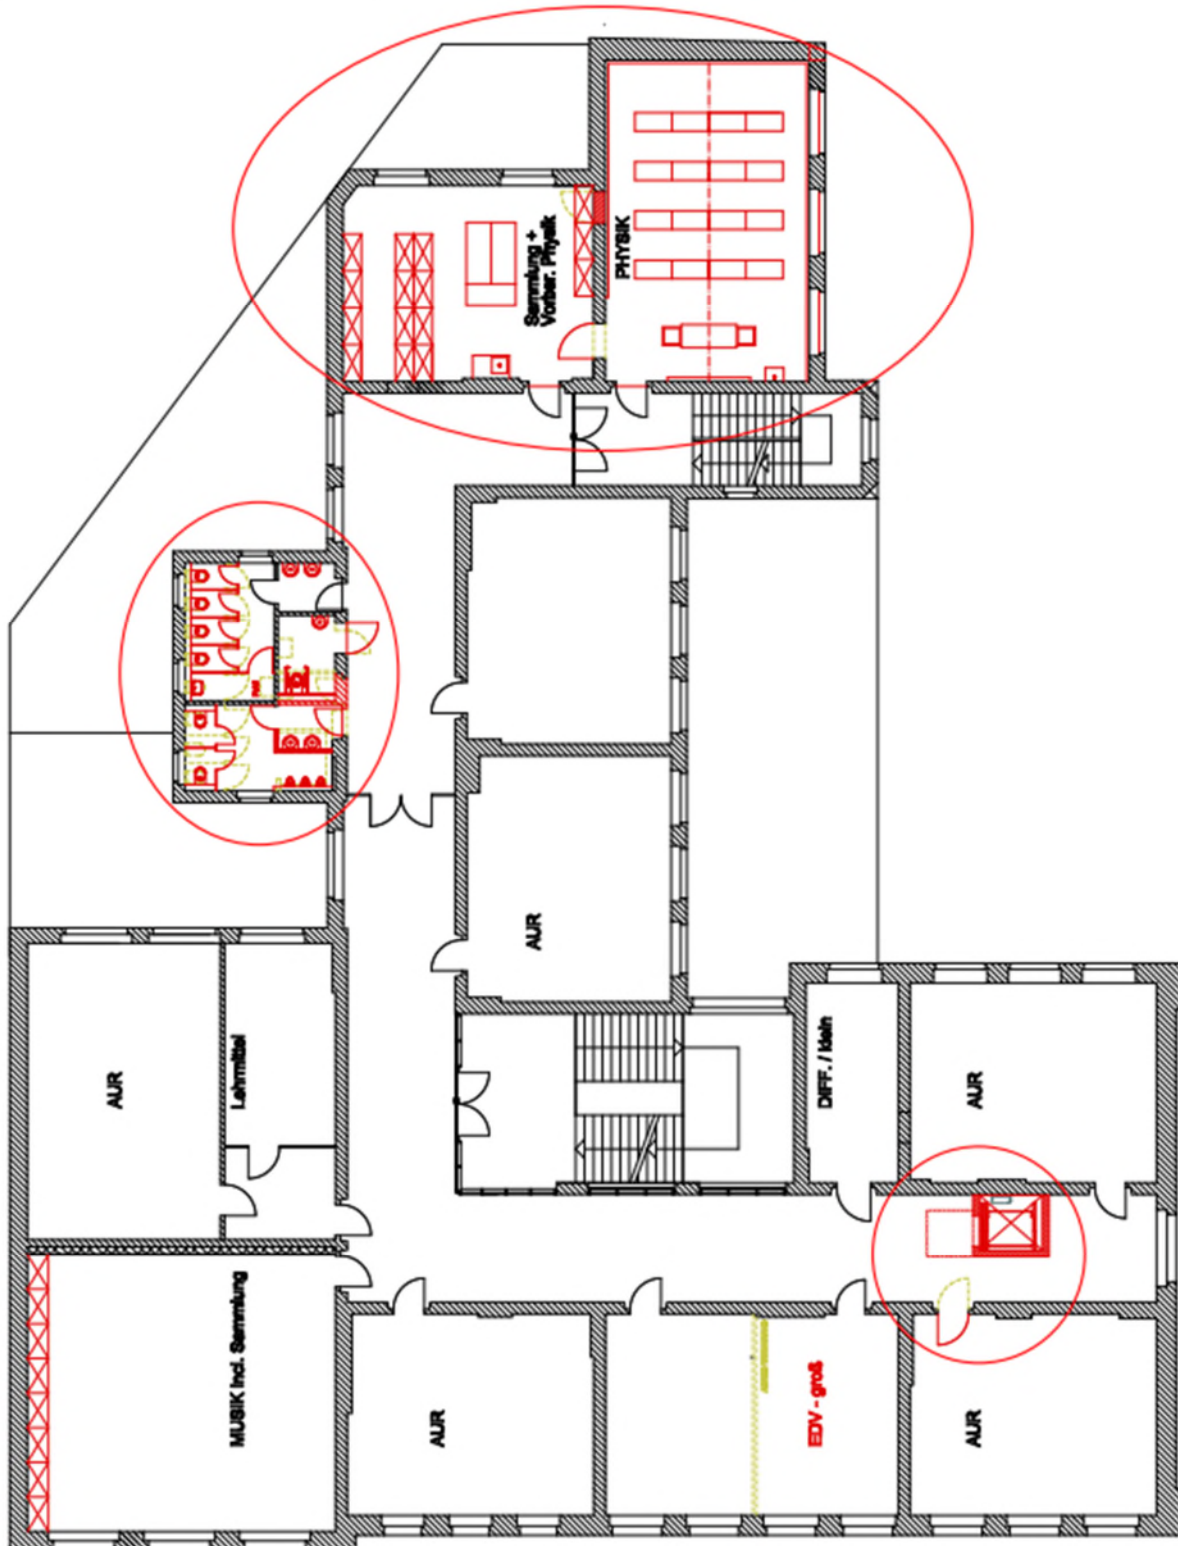 PHYSIK
Sammlung +
Vorber. Physik
AUR
AUR
Lehrmittel
DIFF. / klein
AUR
MUSIK incl. Sammlung
AUR
EDV - groß
AUR